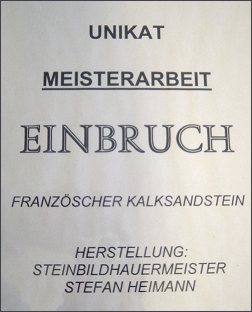 UNIKAT
MEISTERARBEIT
EINBRUCH
FRANZÖSCHER KALKSANDSTEIN
HERSTELLUNG:
STEINBILDHAUERMEISTER
STEFAN HEIMANN